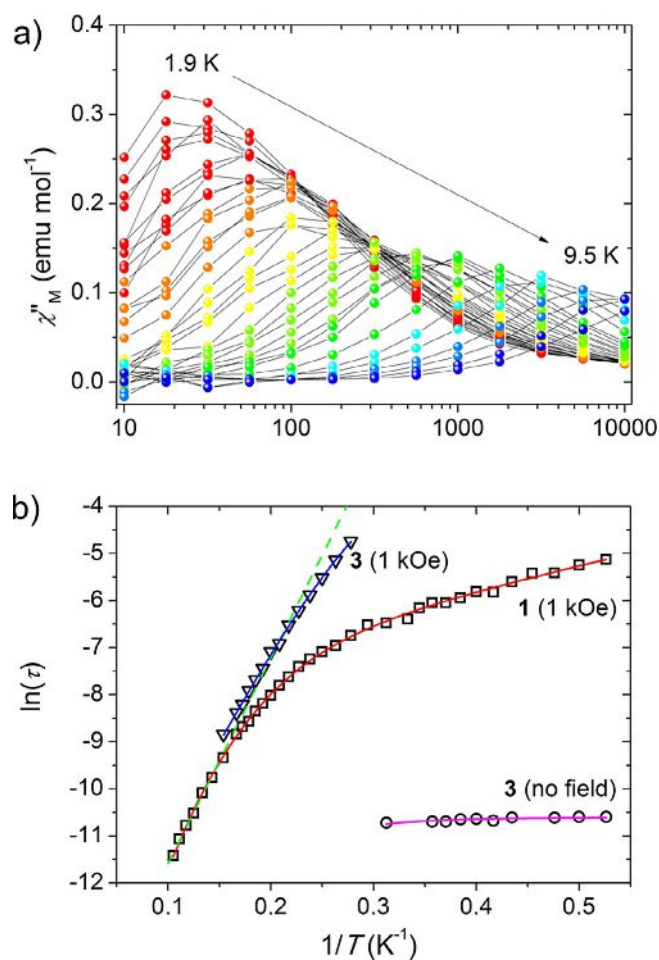 a)
0.4
0.3
0.2
0.1
0.0
χ''M (emu mol-1)
1.9 K
9.5 K
10 100 1000 10000
b)
-4
-5
-6
-7
-8
-9
-10
-11
-12
ln(τ)
3 (1 kOe)
1 (1 kOe)
3 (no field)
0.1 0.2 0.3 0.4 0.5
1/T (K-1)